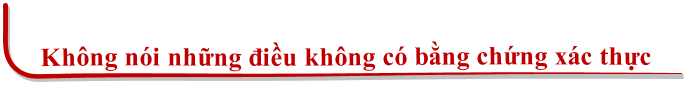 Không nói những điều không có bằng chứng xác thực